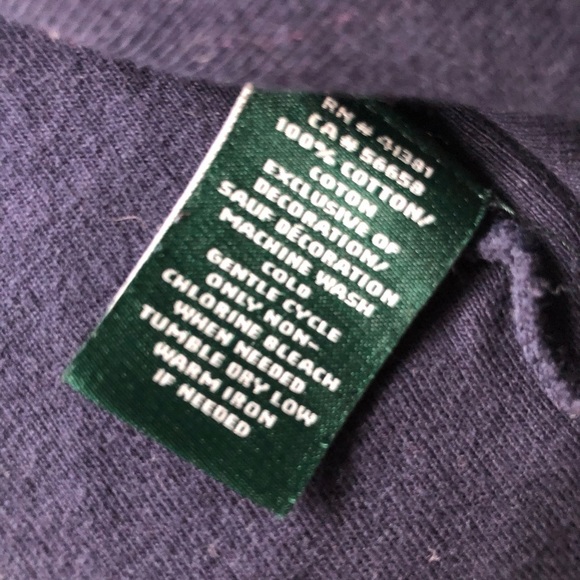 RN # 41381
CA # 56658
100% COTTON/
COTON
EXCLUSIVE OF
DECORATION/
SAUF DÉCORATION
MACHINE WASH
COLD
GENTLE CYCLE
ONLY NON-
CHLORINE BLEACH
WHEN NEEDED
TUMBLE DRY LOW
WARM IRON
IF NEEDED